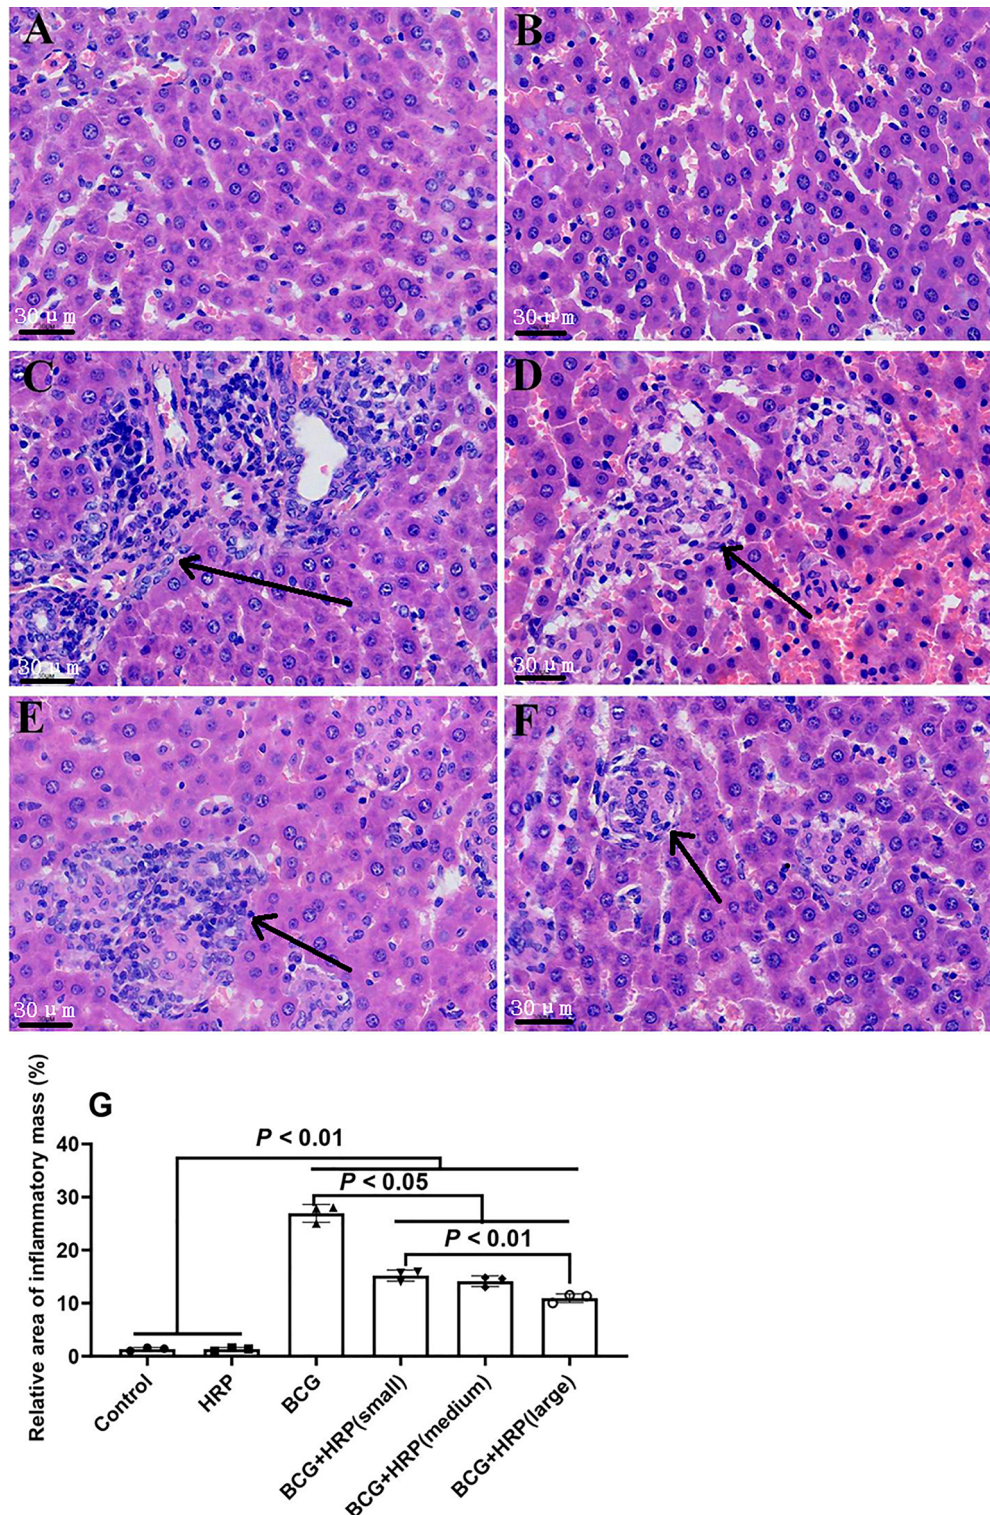 A
B
30 µm
30 µm
C
D
30 µm
30 µm
E
F
30 µm
30 µm
G
Relative area of inflammatory mass (%)
40
30
20
10
0
P < 0.01
P < 0.05
P < 0.01
Control
HRP
BCG
BCG+HRP(small)
BCG+HRP(medium)
BCG+HRP(large)